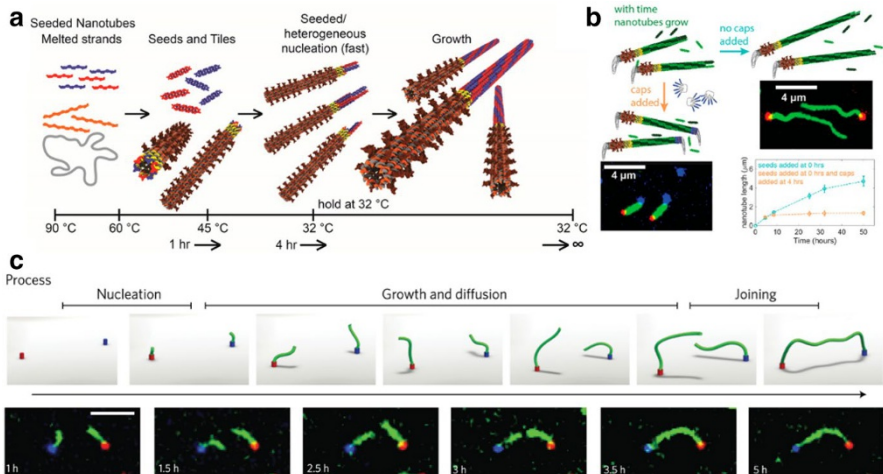 a
Seeded Nanotubes
Melted strands
Seeds and Tiles
Seeded/
heterogeneous
nucleation (fast)
Growth
hold at 32 °C
90 °C
60 °C
45 °C
32 °C
32 °C
1 hr
4 hr
∞
b
with time
nanotubes grow
no caps
added
caps
added
4 µm
4 µm
seeds added at 0 hrs
seeds added at 0 hrs and caps
added at 4 hrs
nanotube length (µm)
6
4
2
0
0
10
20
30
40
50
Time (hours)
c
Process
Nucleation
Growth and diffusion
Joining
1 h
1.5 h
2.5 h
3 h
3.5 h
5 h